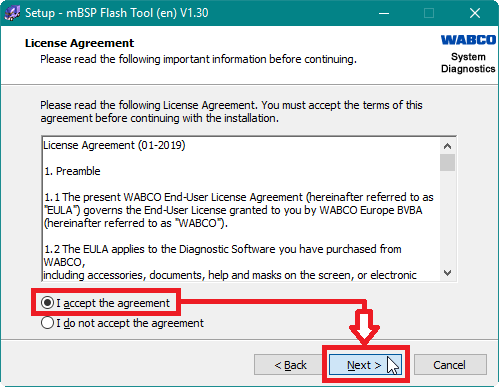 Setup - mBSP Flash Tool (en) V1.30
License Agreement
Please read the following important information before continuing.
WABCO
System
Diagnostics
Please read the following License Agreement. You must accept the terms of this
agreement before continuing with the installation.
License Agreement (01-2019)
1. Preamble
1.1 The present WABCO End-User License Agreement (hereinafter referred to as
"EULA") governs the End-User License granted to you by WABCO Europe BVBA
(hereinafter referred to as "WABCO").
1.2 The EULA applies to the Diagnostic Software you have purchased from
WABCO,
including accessories, documents, help and masks on the screen, or electronic
I accept the agreement
I do not accept the agreement
< Back
Next >
Cancel